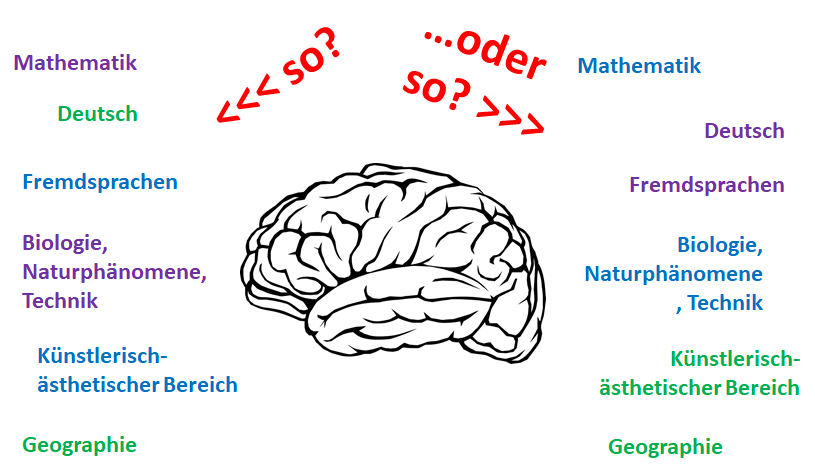 <<< so?
...oder
so? >>>
Mathematik
Deutsch
Fremdsprachen
Biologie,
Naturphänomene,
Technik
Künstlerisch-
ästhetischer Bereich
Geographie
Mathematik
Deutsch
Fremdsprachen
Biologie,
Naturphänomene
, Technik
Künstlerisch-
ästhetischer Bereich
Geographie